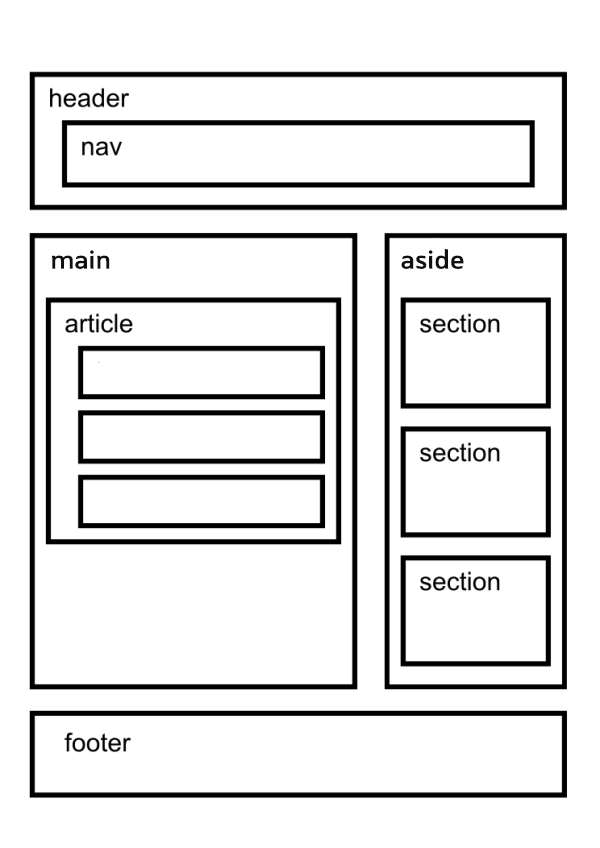 header
nav
main
article
aside
section
section
section
footer